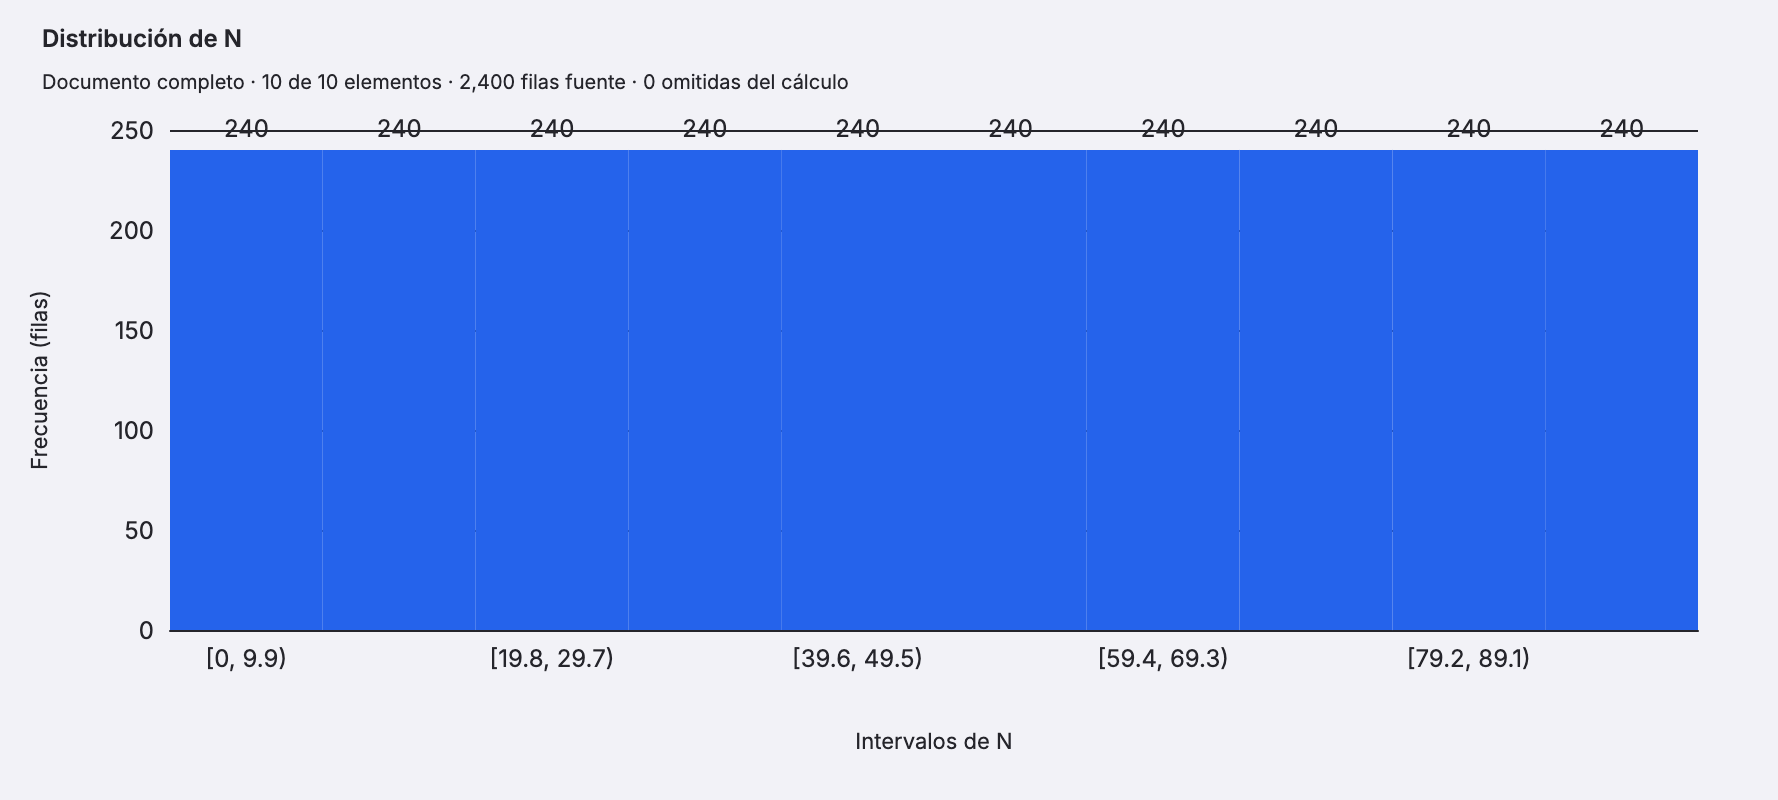 Distribución de N
Documento completo · 10 de 10 elementos · 2,400 filas fuente · 0 omitidas del cálculo
250
240 240 240 240 240 240 240 240 240 240
200
150
100
50
0
Frecuencia (filas)
[0, 9.9) [19.8, 29.7) [39.6, 49.5) [59.4, 69.3) [79.2, 89.1)
Intervalos de N